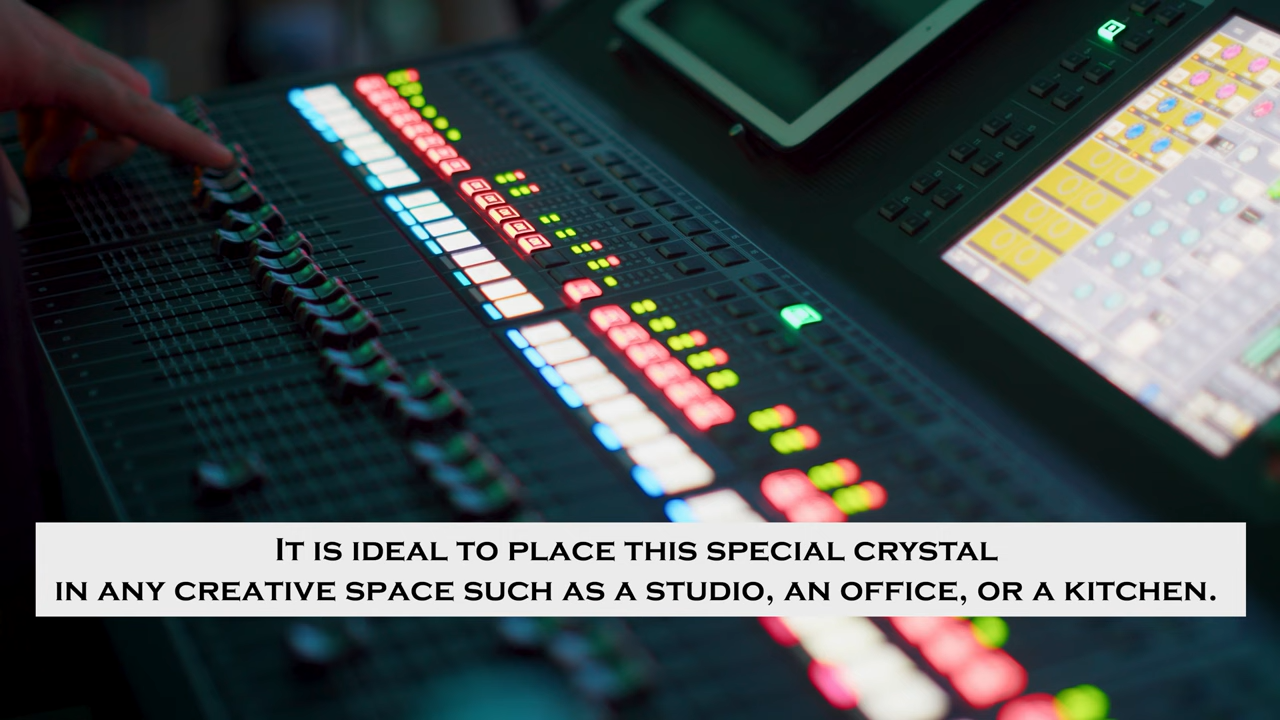 It is ideal to place this special crystal
in any creative space such as a studio, an office, or a kitchen.